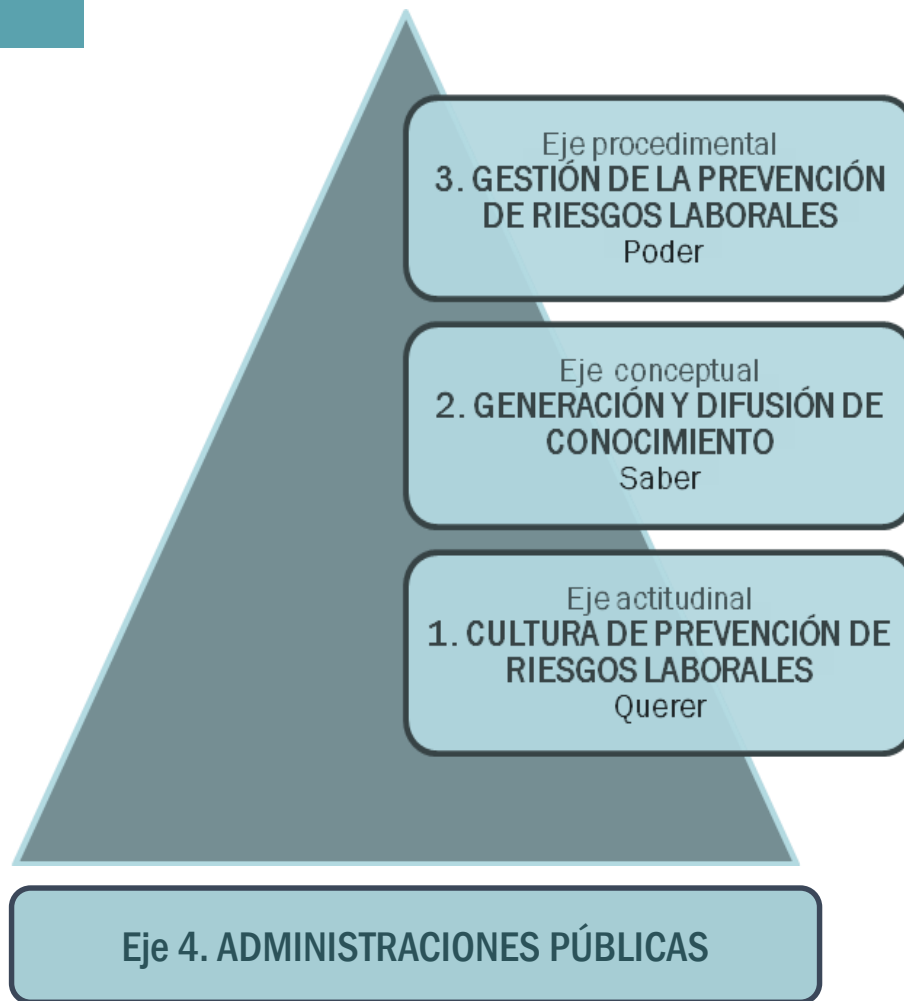 Eje procedimental
3. GESTIÓN DE LA PREVENCIÓN
DE RIESGOS LABORALES
Poder
Eje conceptual
2. GENERACIÓN Y DIFUSIÓN DE
CONOCIMIENTO
Saber
Eje actitudinal
1. CULTURA DE PREVENCIÓN DE
RIESGOS LABORALES
Querer
Eje 4. ADMINISTRACIONES PÚBLICAS